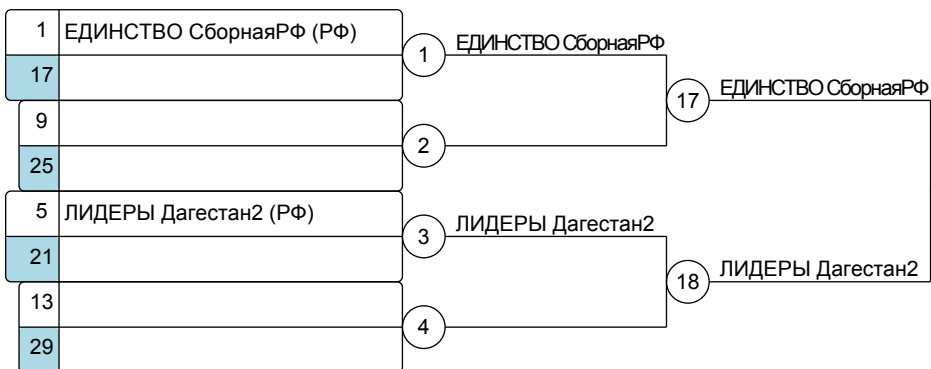 1 ЕДИНСТВО СборнаяРФ (РФ)
1 ЕДИНСТВО СборнаяРФ
17
17 ЕДИНСТВО СборнаяРФ
9
2
25
5 ЛИДЕРЫ Дагестан2 (РФ)
3 ЛИДЕРЫ Дагестан2
21
18 ЛИДЕРЫ Дагестан2
13
4
29